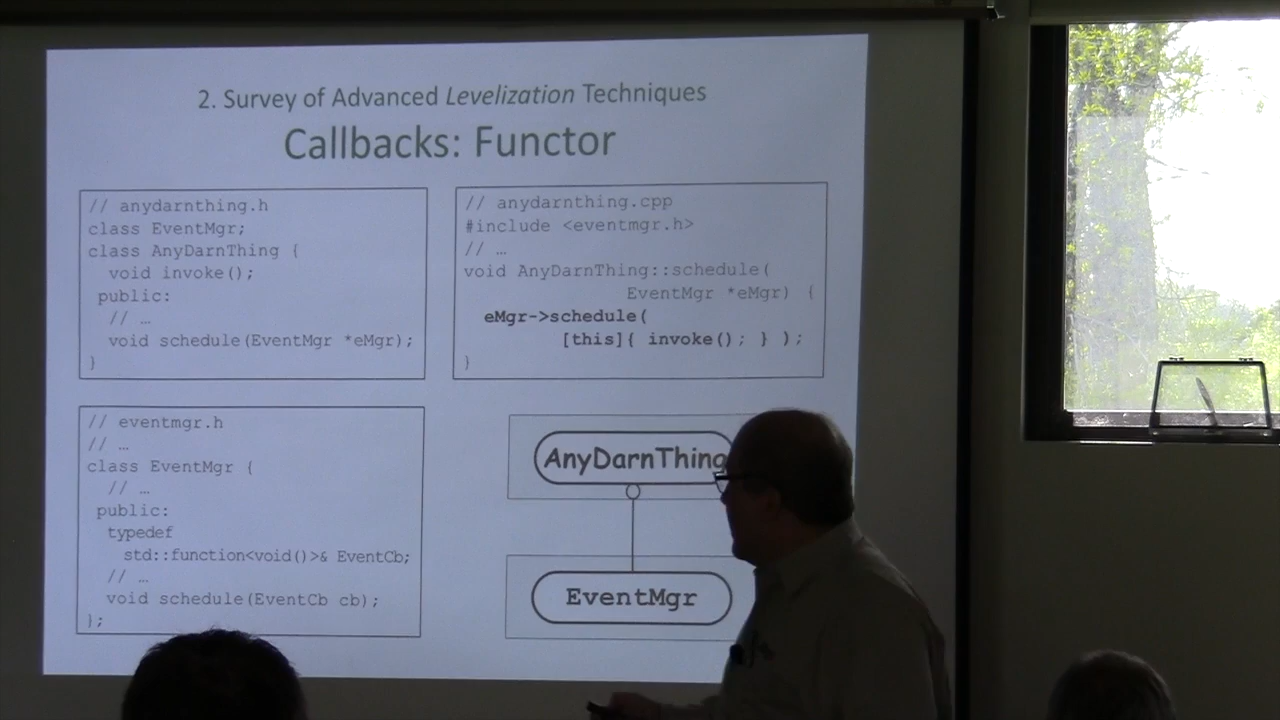 2. Survey of Advanced Levelization Techniques
Callbacks: Functor
// anydarnthing.h
class EventMgr;
class AnyDarnThing {
void invoke();
public:
// …
void schedule(EventMgr *eMgr);
}
// anydarnthing.cpp
#include <eventmgr.h>
// …
void AnyDarnThing::schedule(
EventMgr *eMgr) {
eMgr->schedule(
[this]{ invoke(); } );
}
// eventmgr.h
// …
class EventMgr {
// …
public:
typedef
std::function<void()>& EventCb;
// …
void schedule(EventCb cb);
};
AnyDarnThing
EventMgr